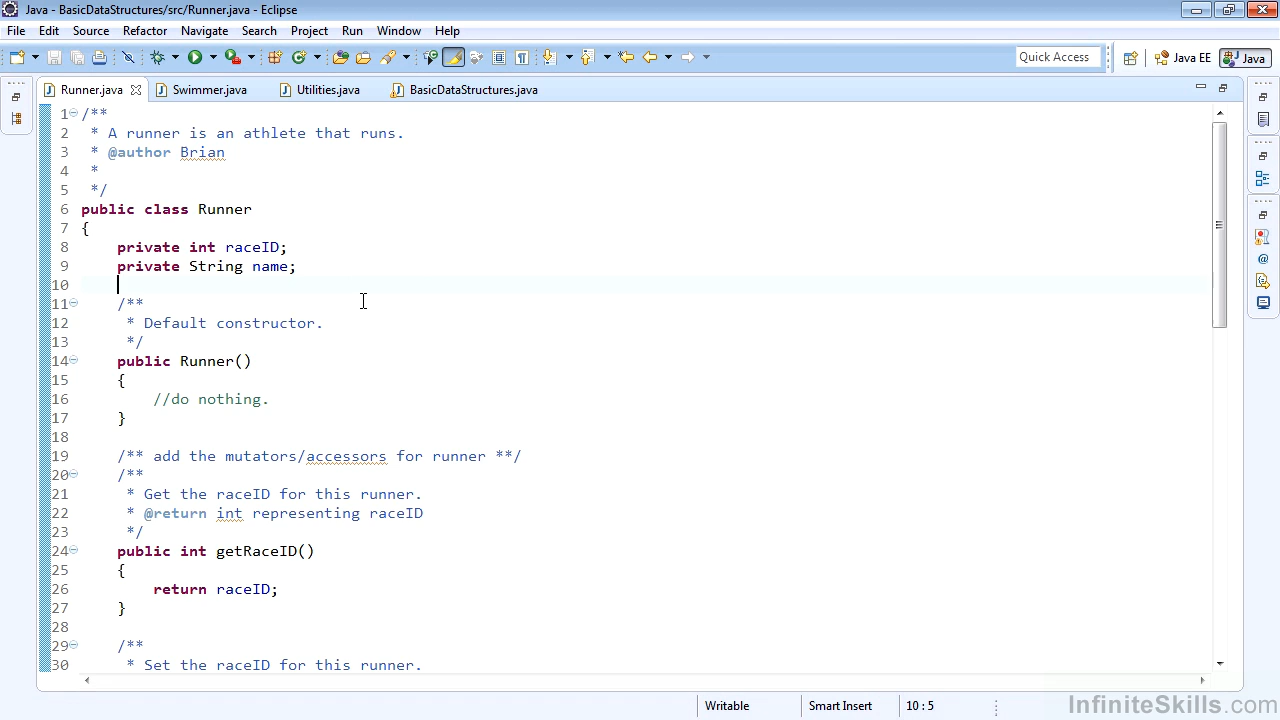 Java - BasicDataStructures/src/Runner.java - Eclipse
File Edit Source Refactor Navigate Search Project Run Window Help
Quick Access Java EE Java
Runner.java Swimmer.java Utilities.java BasicDataStructures.java
1 /**
2 * A runner is an athlete that runs.
3 * @author Brian
4 *
5 */
6 public class Runner
7 {
8 private int raceID;
9 private String name;
10
11 /**
12 * Default constructor.
13 */
14 public Runner()
15 {
16 //do nothing.
17 }
18
19 /** add the mutators/accessors for runner **/
20 /**
21 * Get the raceID for this runner.
22 * @return int representing raceID
23 */
24 public int getRaceID()
25 {
26 return raceID;
27 }
28
29 /**
30 * Set the raceID for this runner.
Writable Smart Insert 10 : 5
InfiniteSkills.com